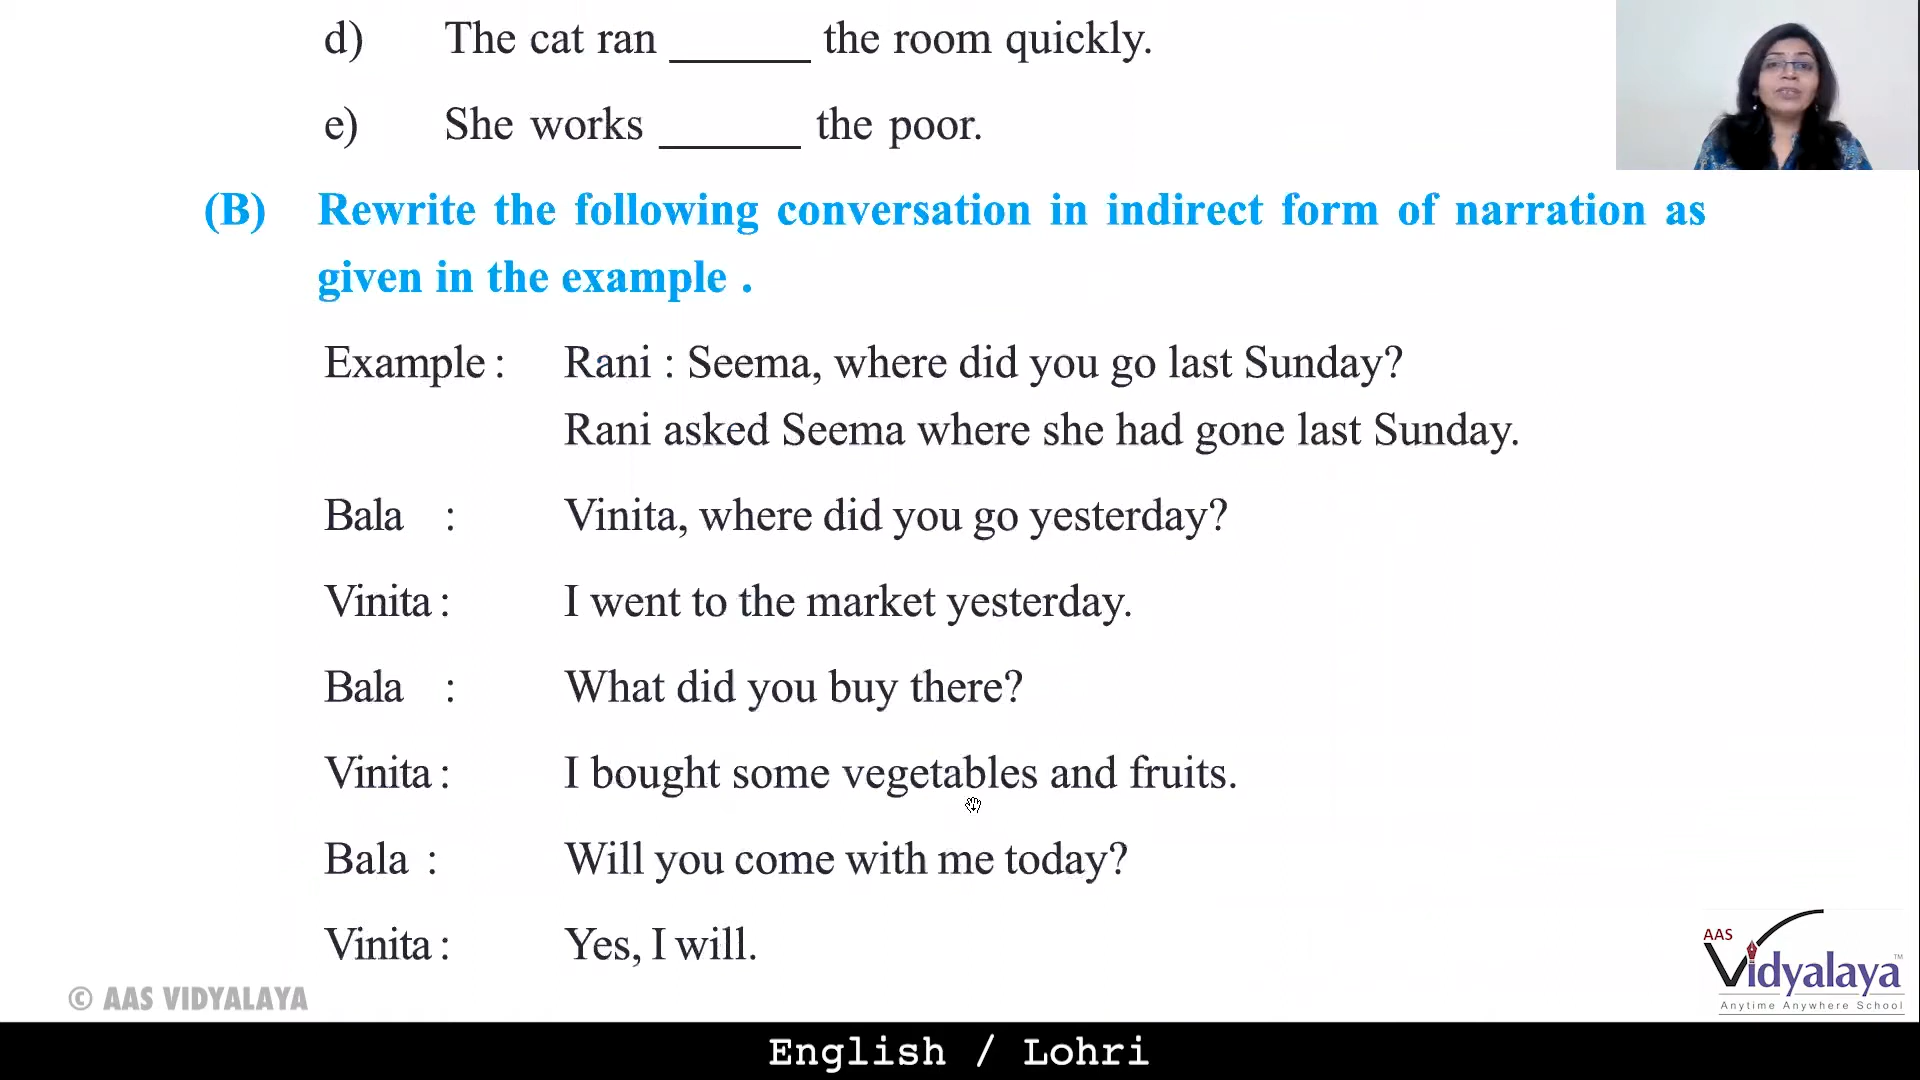 d) The cat ran ______ the room quickly.
e) She works ______ the poor.
(B) Rewrite the following conversation in indirect form of narration as
given in the example .
Example : Rani : Seema, where did you go last Sunday?
Rani asked Seema where she had gone last Sunday.
Bala : Vinita, where did you go yesterday?
Vinita : I went to the market yesterday.
Bala : What did you buy there?
Vinita : I bought some vegetables and fruits.
Bala : Will you come with me today?
Vinita : Yes, I will.
AAS
Vidyalaya™
Anytime Anywhere School
© AAS VIDYALAYA
English / Lohri